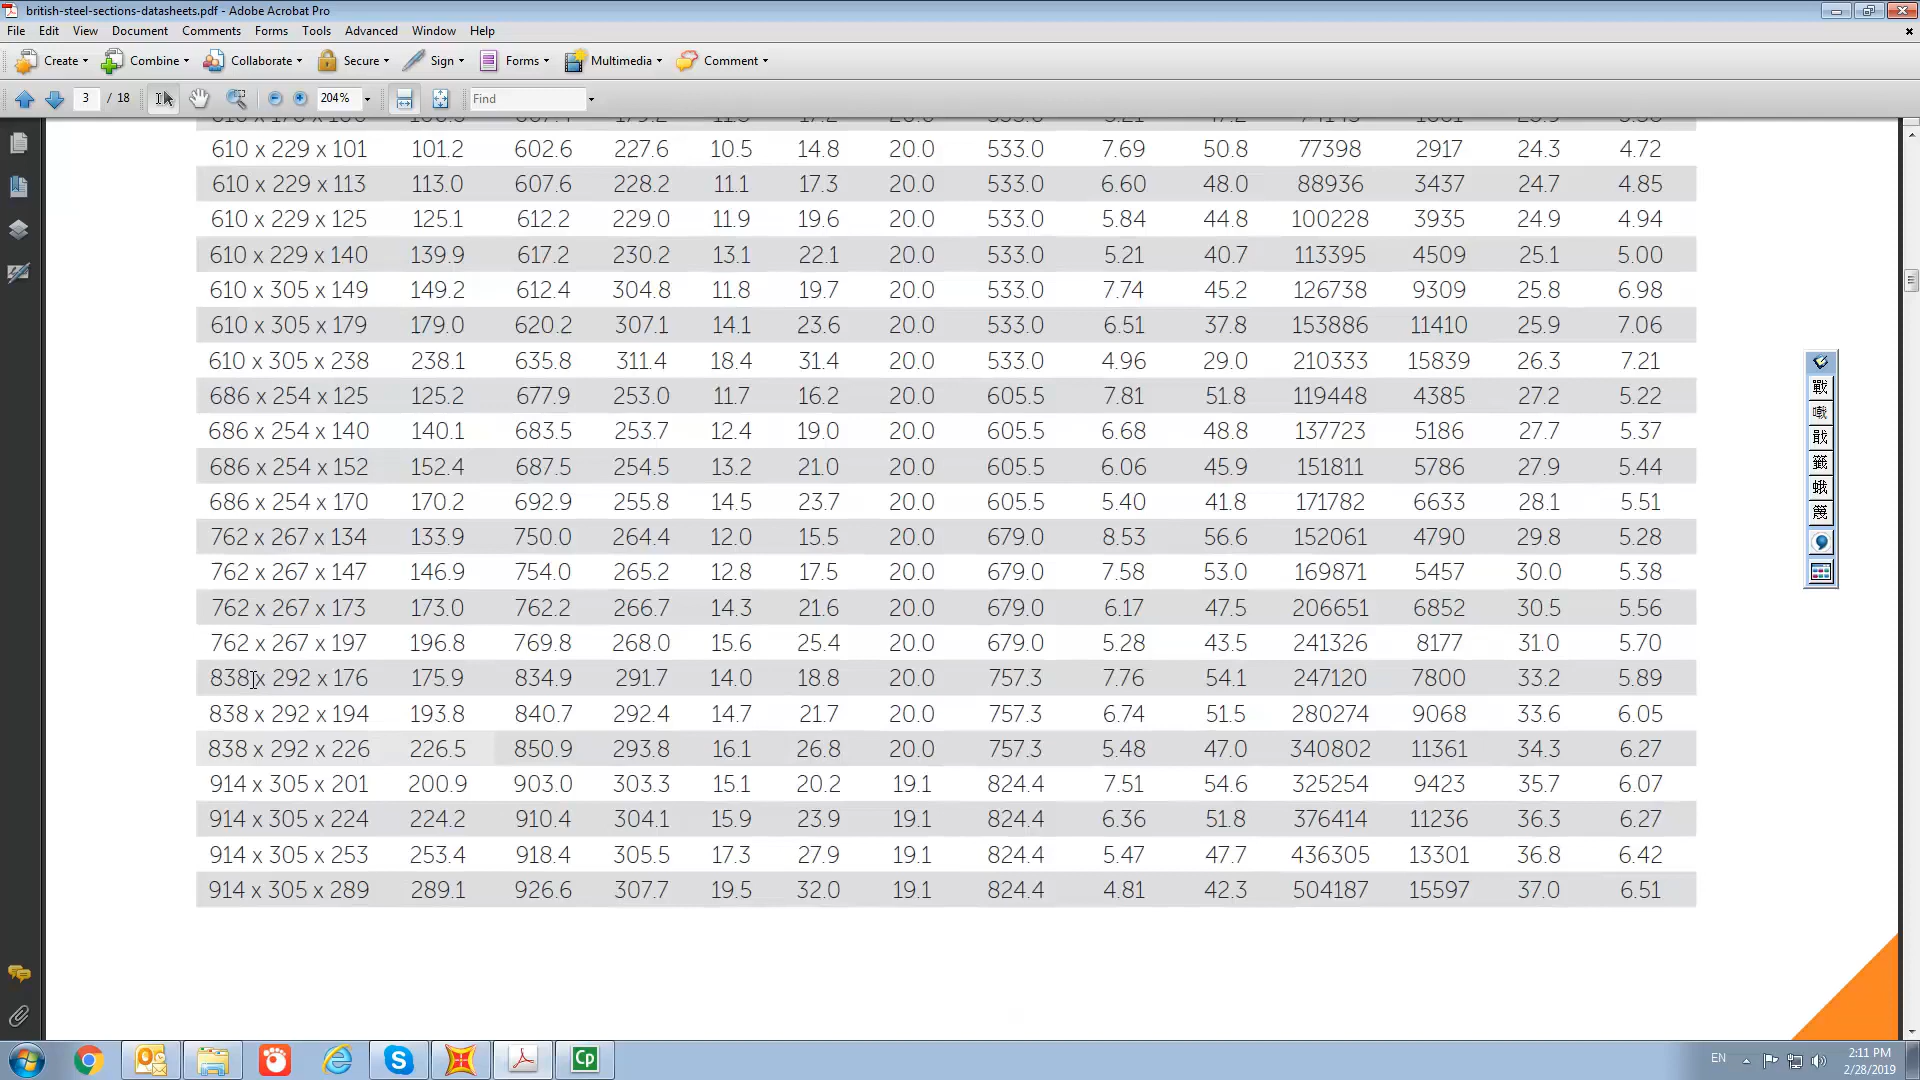 british-steel-sections-datasheets.pdf - Adobe Acrobat Pro
File Edit View Document Comments Forms Tools Advanced Window Help
Create Combine Collaborate Secure Sign Forms Multimedia Comment
3 / 18 204% Find
610 x 229 x 101 101.2 602.6 227.6 10.5 14.8 20.0 533.0 7.69 50.8 77398 2917 24.3 4.72
610 x 229 x 113 113.0 607.6 228.2 11.1 17.3 20.0 533.0 6.60 48.0 88936 3437 24.7 4.85
610 x 229 x 125 125.1 612.2 229.0 11.9 19.6 20.0 533.0 5.84 44.8 100228 3935 24.9 4.94
610 x 229 x 140 139.9 617.2 230.2 13.1 22.1 20.0 533.0 5.21 40.7 113395 4509 25.1 5.00
610 x 305 x 149 149.2 612.4 304.8 11.8 19.7 20.0 533.0 7.74 45.2 126738 9309 25.8 6.98
610 x 305 x 179 179.0 620.2 307.1 14.1 23.6 20.0 533.0 6.51 37.8 153886 11410 25.9 7.06
610 x 305 x 238 238.1 635.8 311.4 18.4 31.4 20.0 533.0 4.96 29.0 210333 15839 26.3 7.21
686 x 254 x 125 125.2 677.9 253.0 11.7 16.2 20.0 605.5 7.81 51.8 119448 4385 27.2 5.22
686 x 254 x 140 140.1 683.5 253.7 12.4 19.0 20.0 605.5 6.68 48.8 137723 5186 27.7 5.37
686 x 254 x 152 152.4 687.5 254.5 13.2 21.0 20.0 605.5 6.06 45.9 151811 5786 27.9 5.44
686 x 254 x 170 170.2 692.9 255.8 14.5 23.7 20.0 605.5 5.40 41.8 171782 6633 28.1 5.51
762 x 267 x 134 133.9 750.0 264.4 12.0 15.5 20.0 679.0 8.53 56.6 152061 4790 29.8 5.28
762 x 267 x 147 146.9 754.0 265.2 12.8 17.5 20.0 679.0 7.58 53.0 169871 5457 30.0 5.38
762 x 267 x 173 173.0 762.2 266.7 14.3 21.6 20.0 679.0 6.17 47.5 206651 6852 30.5 5.56
762 x 267 x 197 196.8 769.8 268.0 15.6 25.4 20.0 679.0 5.28 43.5 241326 8177 31.0 5.70
838 x 292 x 176 175.9 834.9 291.7 14.0 18.8 20.0 757.3 7.76 54.1 247120 7800 33.2 5.89
838 x 292 x 194 193.8 840.7 292.4 14.7 21.7 20.0 757.3 6.74 51.5 280274 9068 33.6 6.05
838 x 292 x 226 226.5 850.9 293.8 16.1 26.8 20.0 757.3 5.48 47.0 340802 11361 34.3 6.27
914 x 305 x 201 200.9 903.0 303.3 15.1 20.2 19.1 824.4 7.51 54.6 325254 9423 35.7 6.07
914 x 305 x 224 224.2 910.4 304.1 15.9 23.9 19.1 824.4 6.36 51.8 376414 11236 36.3 6.27
914 x 305 x 253 253.4 918.4 305.5 17.3 27.9 19.1 824.4 5.47 47.7 436305 13301 36.8 6.42
914 x 305 x 289 289.1 926.6 307.7 19.5 32.0 19.1 824.4 4.81 42.3 504187 15597 37.0 6.51
Cp
EN
2:11 PM
2/28/2019